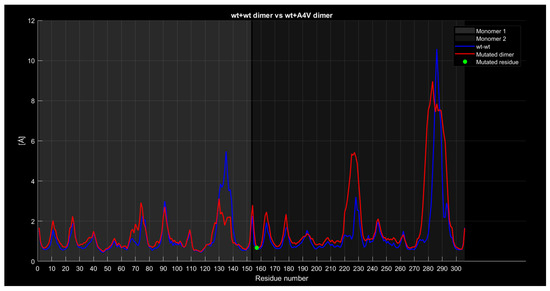 wt+wt dimer vs wt+A4V dimer
Monomer 1
Monomer 2
wt-wt
Mutated dimer
Mutated residue
12
10
8
6
4
2
0
[A]
0 10 20 30 40 50 60 70 80 90 100 110 120 130 140 150 160 170 180 190 200 210 220 230 240 250 260 270 280 290 300
Residue number